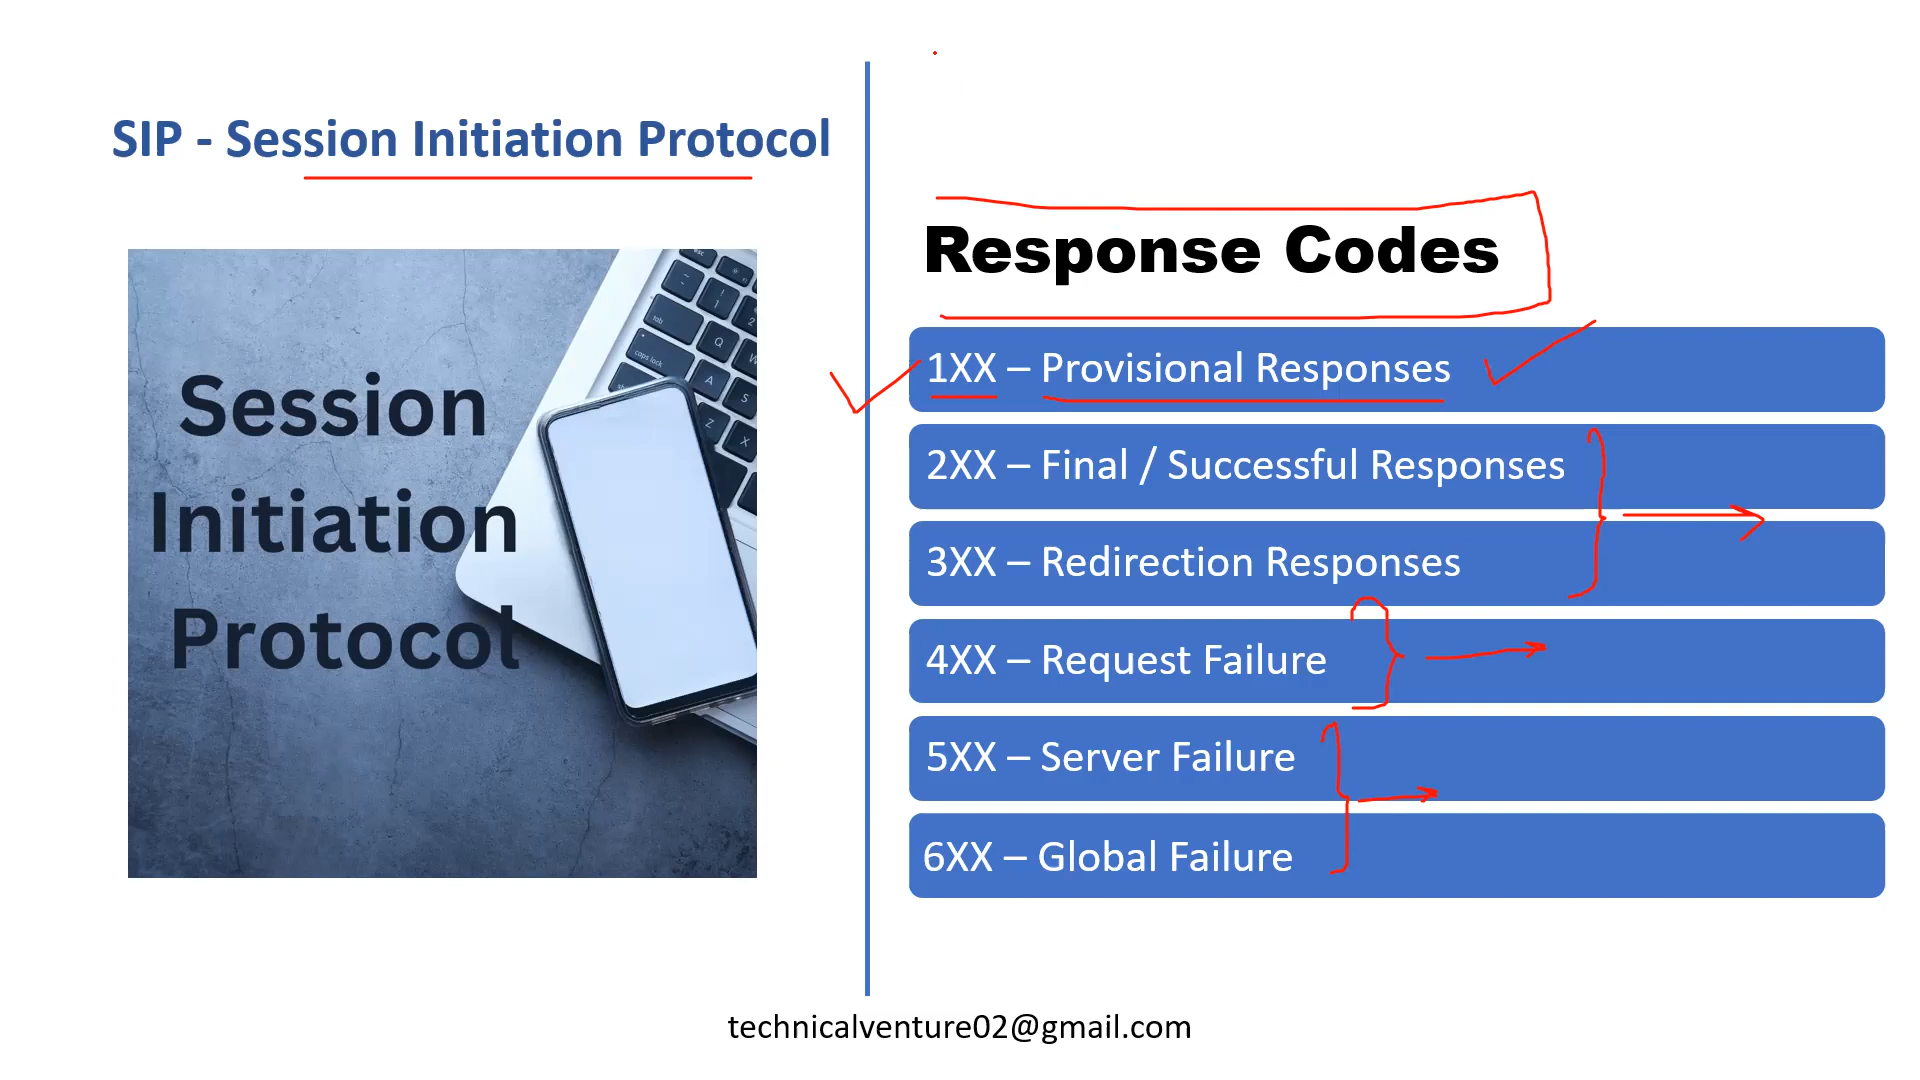 SIP - Session Initiation Protocol
Session
Initiation
Protocol
Response Codes
1XX – Provisional Responses
2XX – Final / Successful Responses
3XX – Redirection Responses
4XX – Request Failure
5XX – Server Failure
6XX – Global Failure
technicalventure02@gmail.com